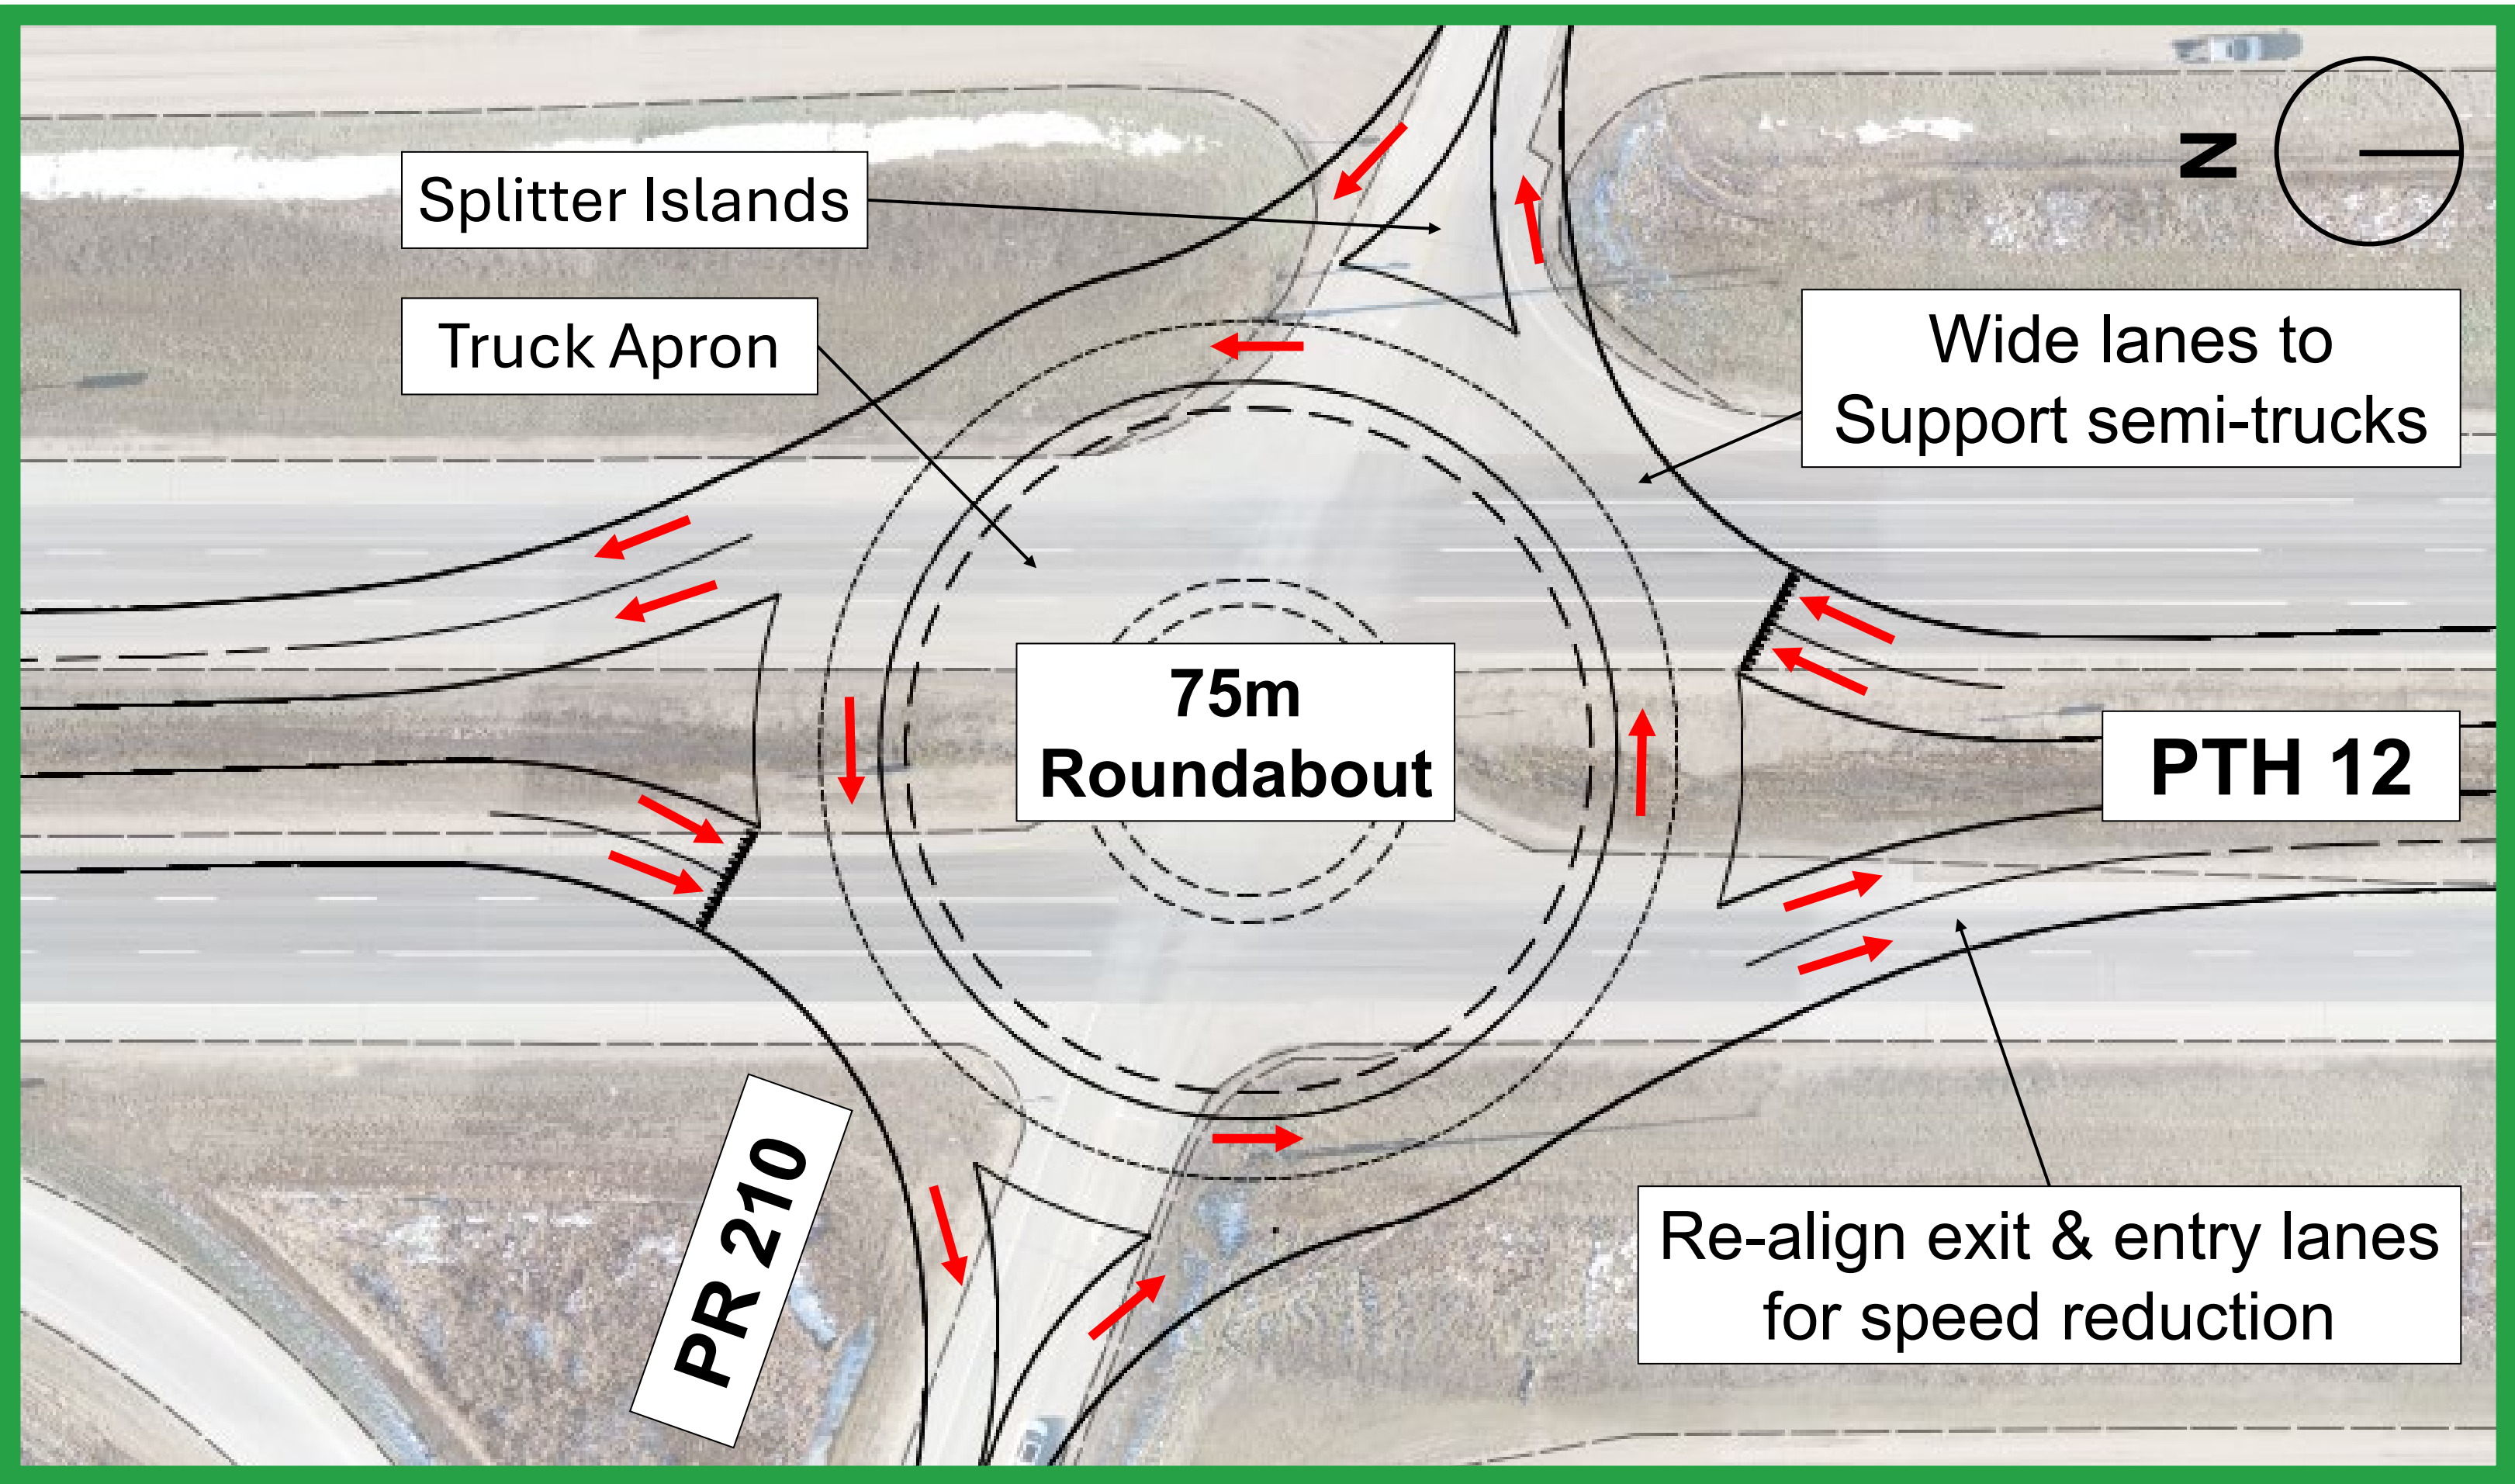 N
Splitter Islands
Truck Apron
Wide lanes to
Support semi-trucks
75m
Roundabout
PTH 12
PR 210
Re-align exit & entry lanes
for speed reduction